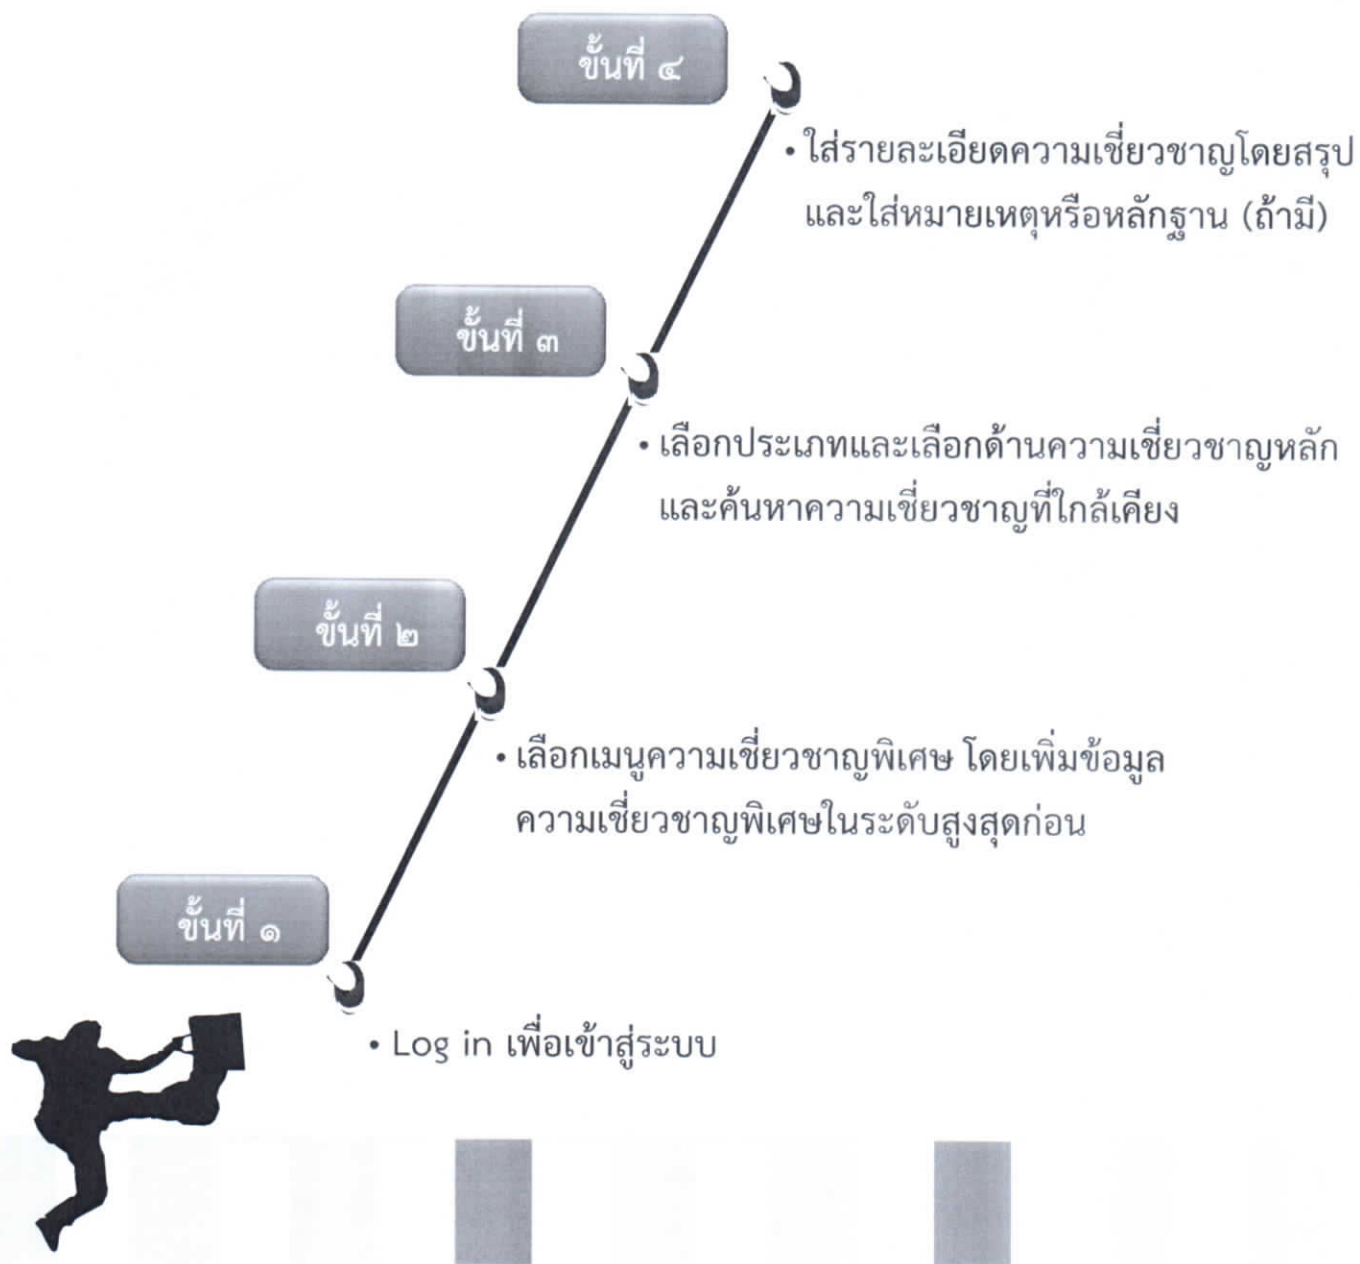 ขั้นที่ ๔
• ใส่รายละเอียดความเชี่ยวชาญโดยสรุป
และใส่หมายเหตุหรือหลักฐาน (ถ้ามี)
ขั้นที่ ๓
• เลือกประเภทและเลือกด้านความเชี่ยวชาญหลัก
และค้นหาความเชี่ยวชาญที่ใกล้เคียง
ขั้นที่ ๒
• เลือกเมนูความเชี่ยวชาญพิเศษ โดยเพิ่มข้อมูล
ความเชี่ยวชาญพิเศษในระดับสูงสุดก่อน
ขั้นที่ ๑
• Log in เพื่อเข้าสู่ระบบ